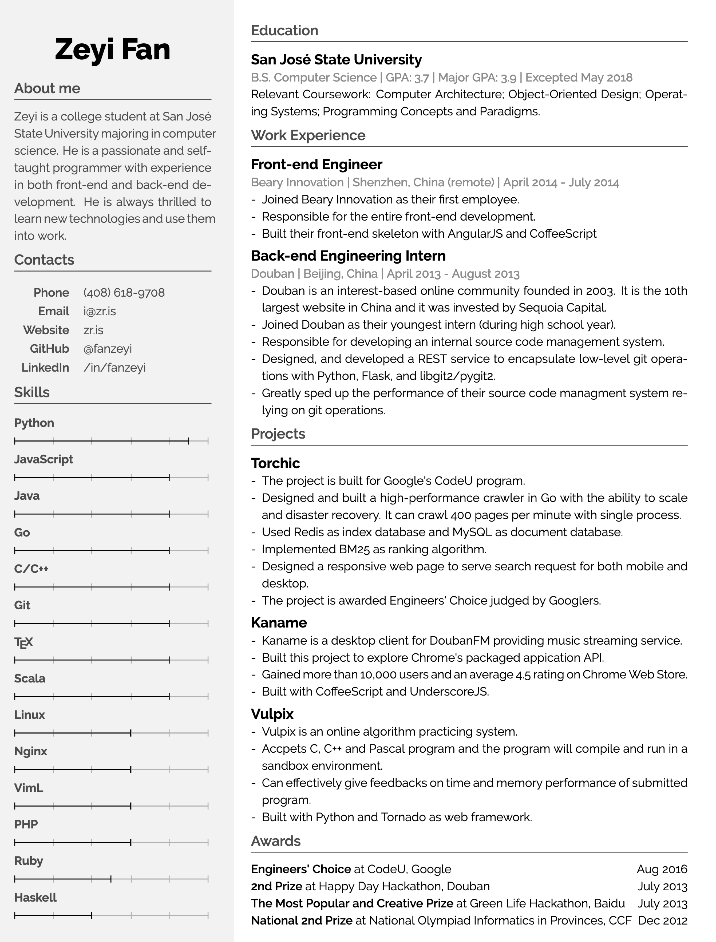 Zeyi Fan
About me
Zeyi is a college student at San José
State University majoring in computer
science. He is a passionate and self-
taught programmer with experience
in both front-end and back-end de-
velopment. He is always thrilled to
learn new technologies and use them
into work.
Contacts
Phone (408) 618-9708
Email i@zr.is
Website zr.is
GitHub @fanzeyi
LinkedIn /in/fanzeyi
Skills
Python
JavaScript
Java
Go
C/C++
Git
TEX
Scala
Linux
Nginx
VimL
PHP
Ruby
Haskell
Education
San José State University
B.S. Computer Science | GPA: 3.7 | Major GPA: 3.9 | Excepted May 2018
Relevant Coursework: Computer Architecture; Object-Oriented Design; Operat-
ing Systems; Programming Concepts and Paradigms.
Work Experience
Front-end Engineer
Beary Innovation | Shenzhen, China (remote) | April 2014 - July 2014
- Joined Beary Innovation as their first employee.
- Responsible for the entire front-end development.
- Built their front-end skeleton with AngularJS and CoffeeScript
Back-end Engineering Intern
Douban | Beijing, China | April 2013 - August 2013
- Douban is an interest-based online community founded in 2003. It is the 10th
largest website in China and it was invested by Sequoia Capital.
- Joined Douban as their youngest intern (during high school year).
- Responsible for developing an internal source code management system.
- Designed, and developed a REST service to encapsulate low-level git opera-
tions with Python, Flask, and libgit2/pygit2.
- Greatly sped up the performance of their source code managment system re-
lying on git operations.
Projects
Torchic
- The project is built for Google's CodeU program.
- Designed and built a high-performance crawler in Go with the ability to scale
and disaster recovery. It can crawl 400 pages per minute with single process.
- Used Redis as index database and MySQL as document database.
- Implemented BM25 as ranking algorithm.
- Designed a responsive web page to serve search request for both mobile and
desktop.
- The project is awarded Engineers' Choice judged by Googlers.
Kaname
- Kaname is a desktop client for DoubanFM providing music streaming service.
- Built this project to explore Chrome's packaged appication API.
- Gained more than 10,000 users and an average 4.5 rating on Chrome Web Store.
- Built with CoffeeScript and UnderscoreJS.
Vulpix
- Vulpix is an online algorithm practicing system.
- Accpets C, C++ and Pascal program and the program will compile and run in a
sandbox environment.
- Can effectively give feedbacks on time and memory performance of submitted
program.
- Built with Python and Tornado as web framework.
Awards
Engineers' Choice at CodeU, Google Aug 2016
2nd Prize at Happy Day Hackathon, Douban July 2013
The Most Popular and Creative Prize at Green Life Hackathon, Baidu July 2013
National 2nd Prize at National Olympiad Informatics in Provinces, CCF Dec 2012